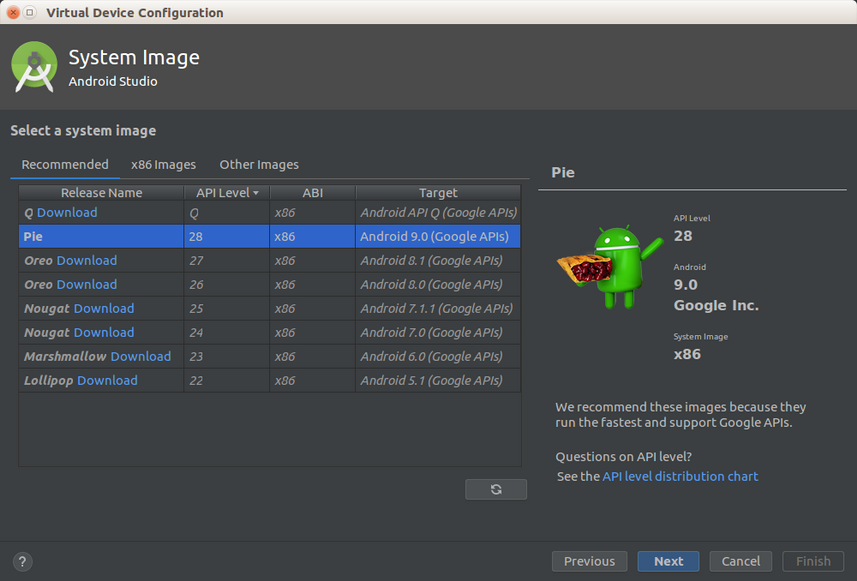 Virtual Device Configuration
System Image
Android Studio
Select a system image
Recommended x86 Images Other Images
Release Name API Level ABI Target
Q Download Q x86 Android API Q (Google APIs)
Pie 28 x86 Android 9.0 (Google APIs)
Oreo Download 27 x86 Android 8.1 (Google APIs)
Oreo Download 26 x86 Android 8.0 (Google APIs)
Nougat Download 25 x86 Android 7.1.1 (Google APIs)
Nougat Download 24 x86 Android 7.0 (Google APIs)
Marshmallow Download 23 x86 Android 6.0 (Google APIs)
Lollipop Download 22 x86 Android 5.1 (Google APIs)
Pie
API Level
28
Android
9.0
Google Inc.
System Image
x86
We recommend these images because they
run the fastest and support Google APIs.
Questions on API level?
See the API level distribution chart
? Previous Next Cancel Finish